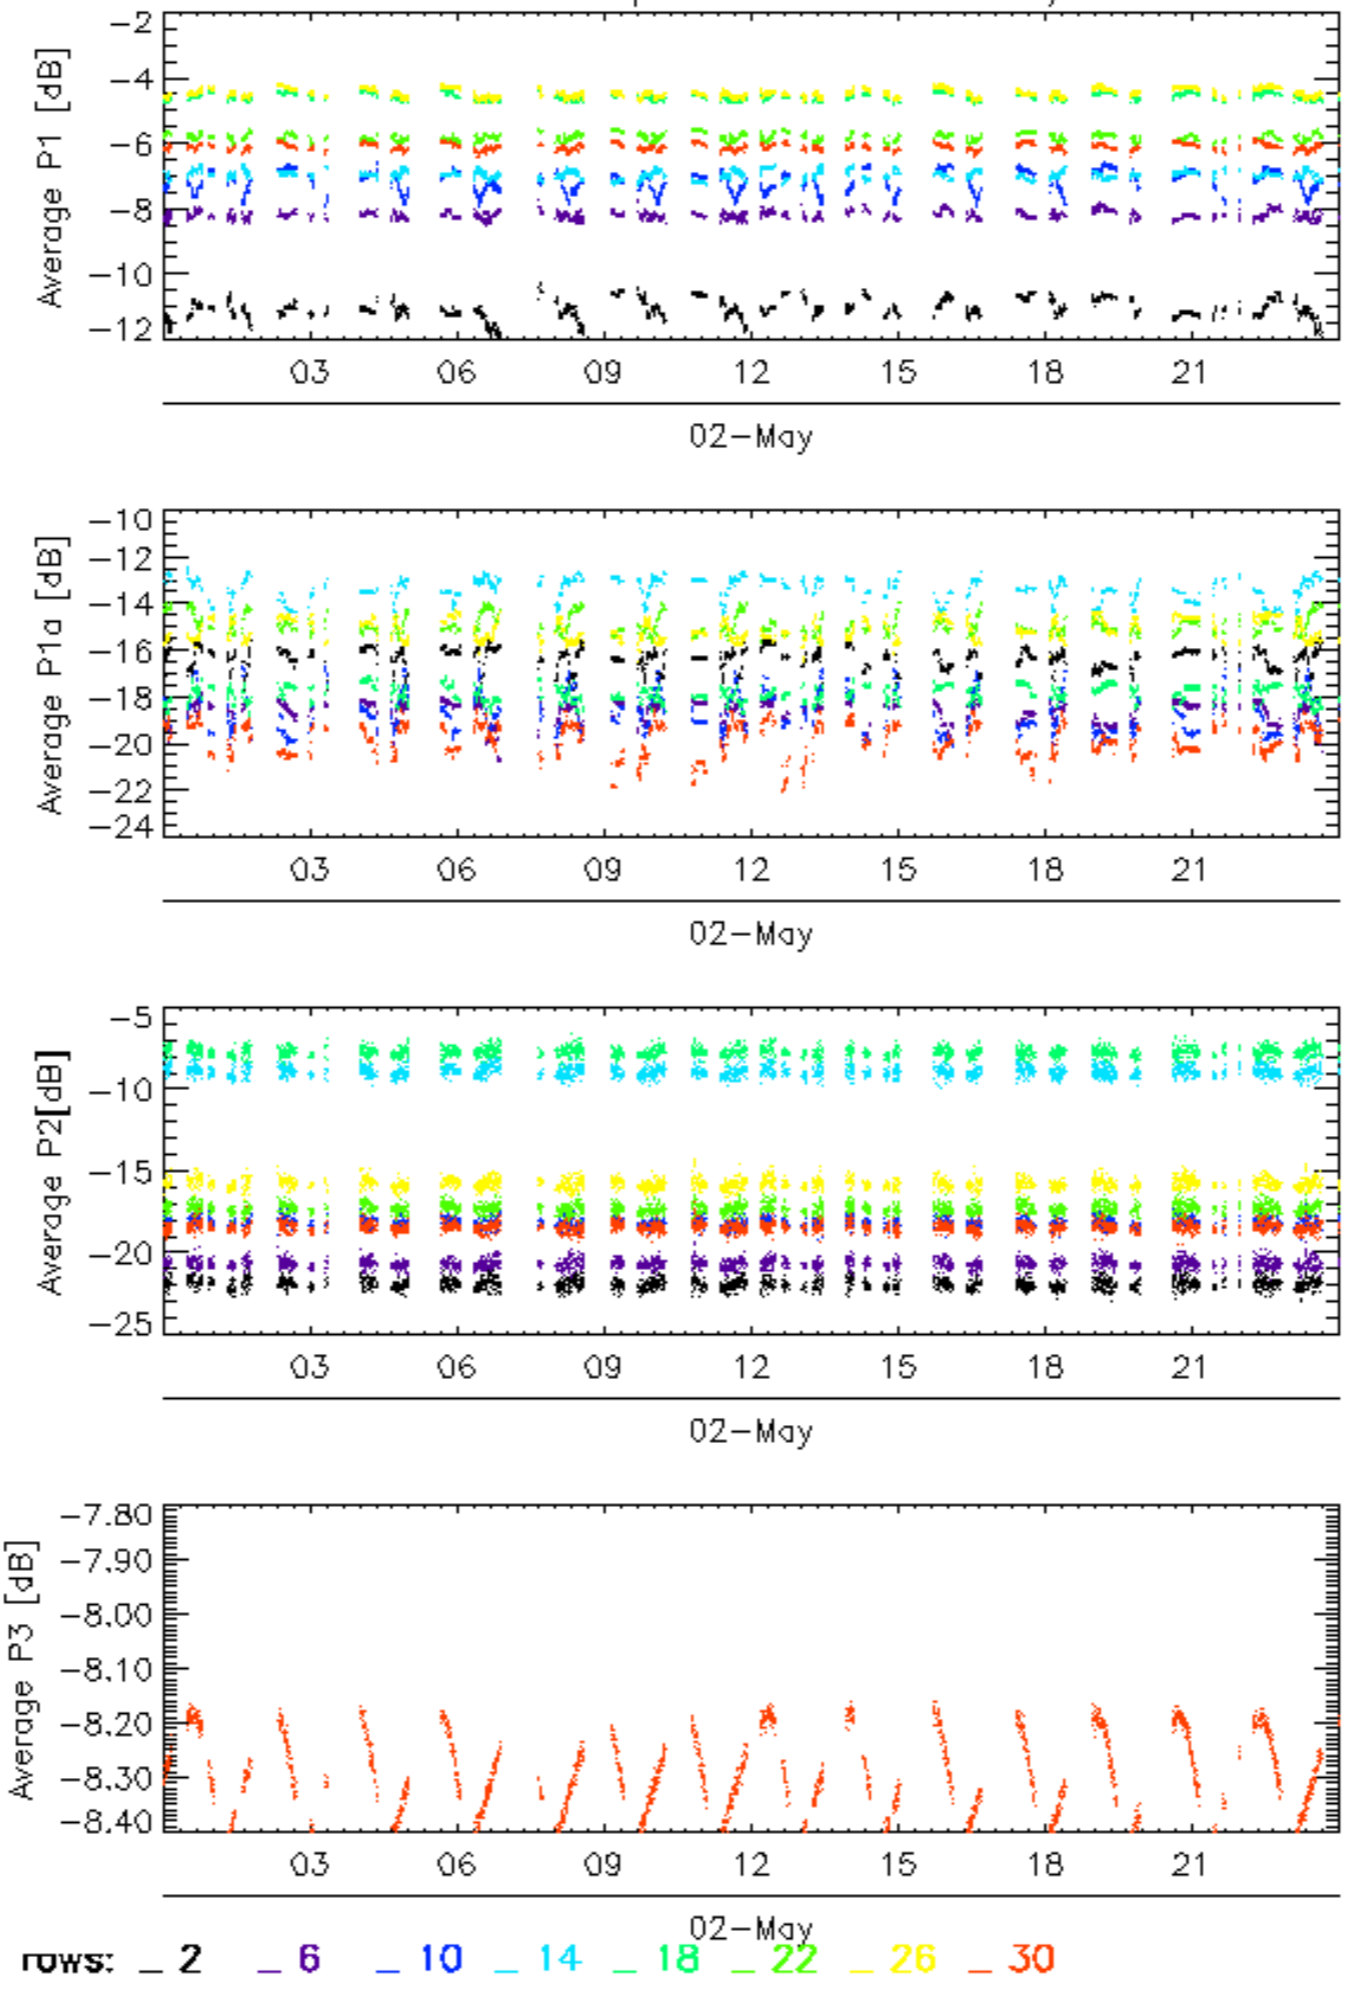 Average P1 [dB]
-2
-4
-6
-8
-10
-12
03 06 09 12 15 18 21
02-May
Average P1a [dB]
-10
-12
-14
-16
-18
-20
-22
-24
03 06 09 12 15 18 21
02-May
Average P2[dB]
-5
-10
-15
-20
-25
03 06 09 12 15 18 21
02-May
Average P3 [dB]
-7.80
-7.90
-8.00
-8.10
-8.20
-8.30
-8.40
03 06 09 12 15 18 21
02-May
rows: _ 2 _ 6 _ 10 _ 14 _ 18 _ 22 _ 26 _ 30